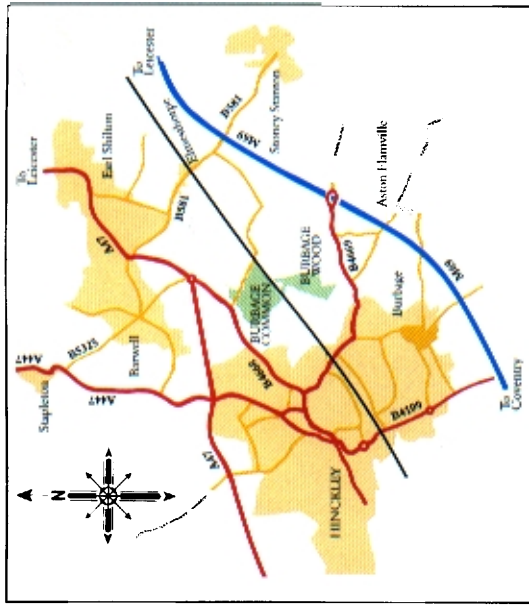 To
Leicester
To
Leicester
Earl Shilton
Elmesthorpe
B581
Stoney Stanton
M69
A47
B581
Aston Flamville
B4669
BURBAGE
WOOD
BURBAGE
COMMON
B5325
Barwell
A447
Stapleton
A447
B4668
Burbage
M69
A47
B4109
To
Coventry
HINCKLEY
N